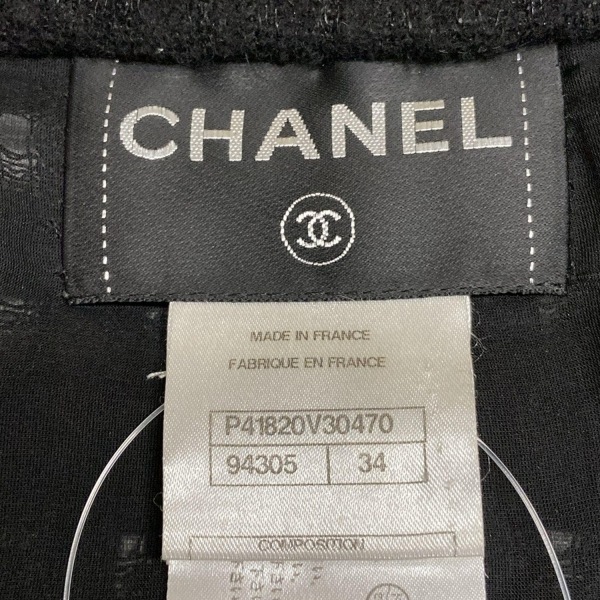 CHANEL
MADE IN FRANCE
FABRIQUE EN FRANCE
P41820V30470
94305 34
COMPOSITION